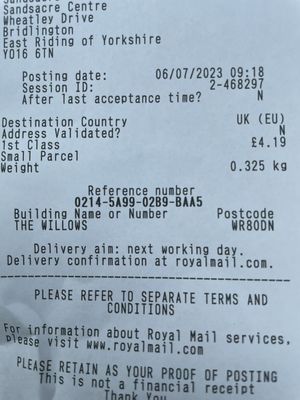 Sandsacre Centre
Wheatley Drive
Bridlington
East Riding of Yorkshire
YO16 6TN
Posting date: 06/07/2023 09:18
Session ID: 2-468297
After last acceptance time? N
Destination Country UK (EU)
Address Validated? N
1st Class £4.19
Small Parcel
Weight 0.325 kg
Reference number
0214-5A99-02B9-BAA5
Building Name or Number Postcode
THE WILLOWS WR80DN
Delivery aim: next working day.
Delivery confirmation at royalmail.com.
PLEASE REFER TO SEPARATE TERMS AND
CONDITIONS
For information about Royal Mail services,
please visit www.royalmail.com
PLEASE RETAIN AS YOUR PROOF OF POSTING
This is not a financial receipt
Thank You